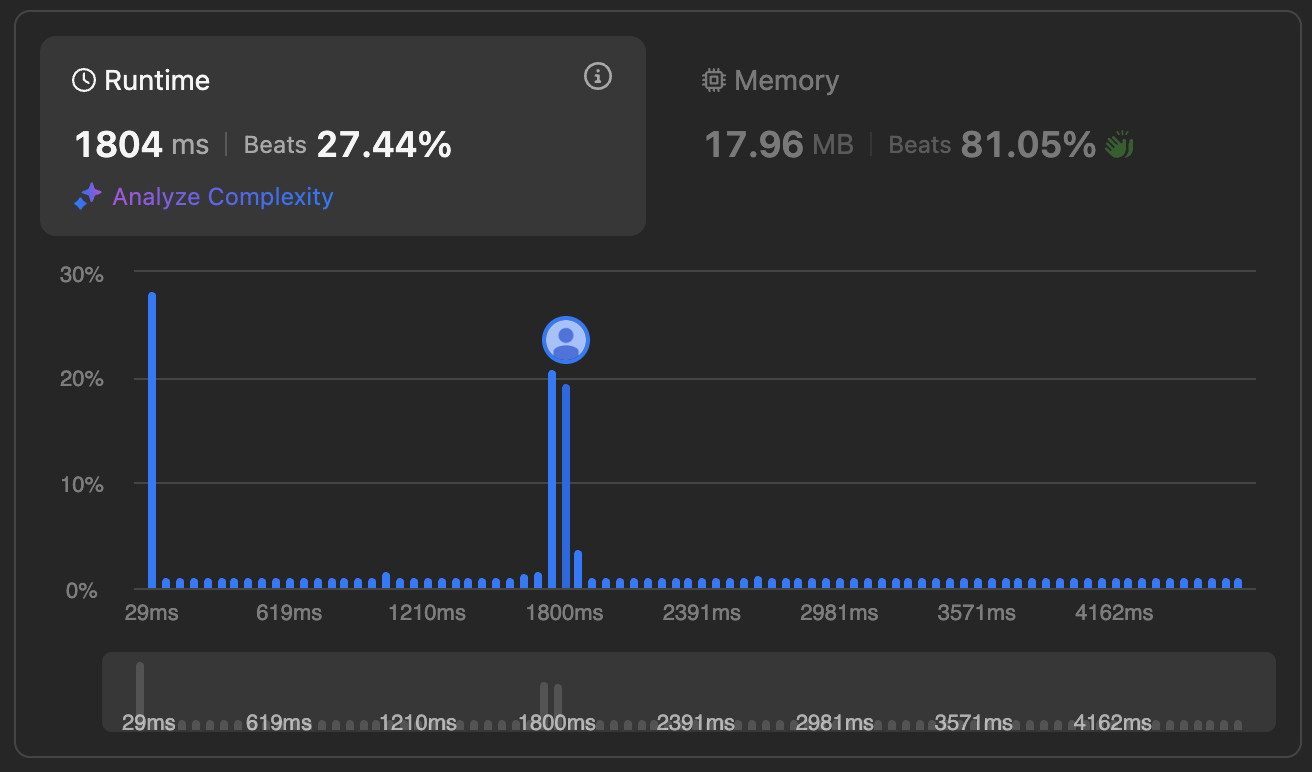 Runtime
1804 ms | Beats 27.44%
Analyze Complexity
Memory
17.96 MB | Beats 81.05%
30%
20%
10%
0%
29ms 619ms 1210ms 1800ms 2391ms 2981ms 3571ms 4162ms
29ms 619ms 1210ms 1800ms 2391ms 2981ms 3571ms 4162ms